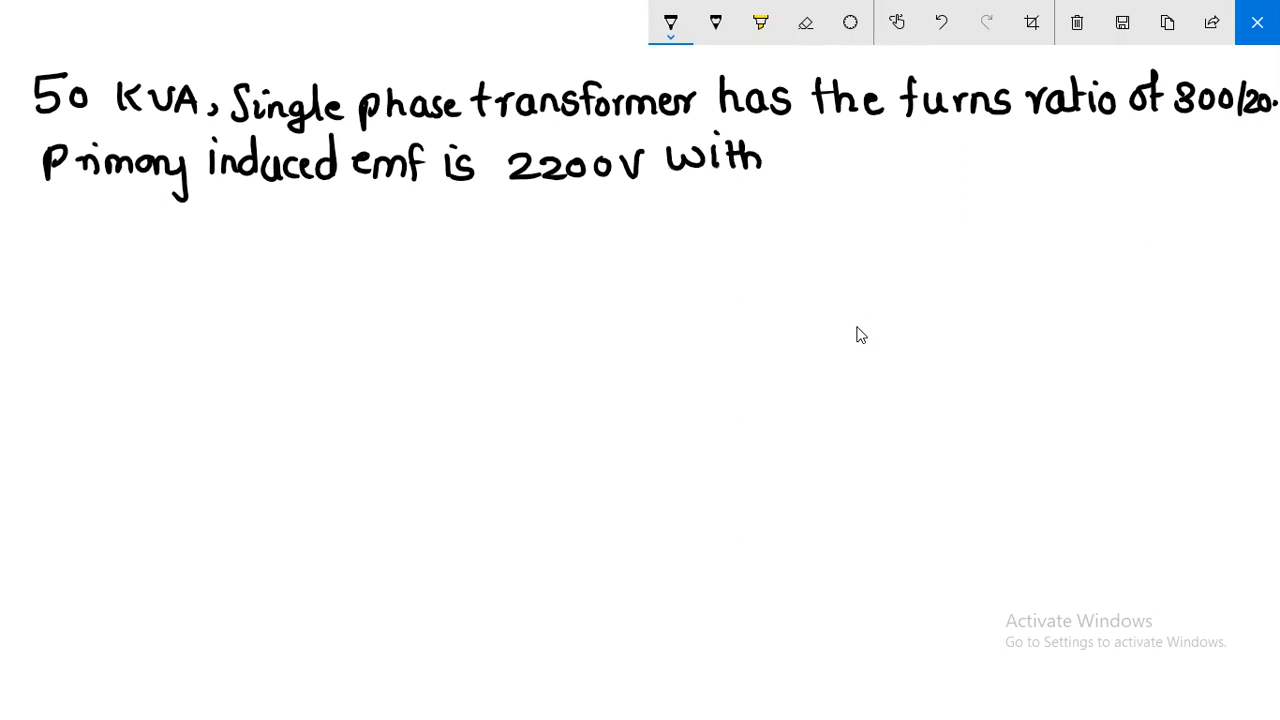 50 KVA, Single phase transformer has the turns ratio of 300/20.
Primary induced emf is 2200V with
Activate Windows
Go to Settings to activate Windows.